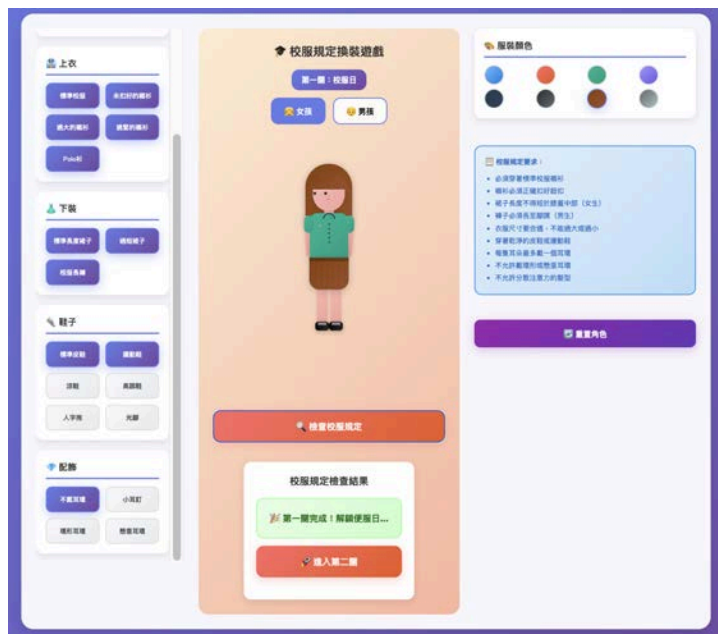 上衣
標準校服
未扣好的襯衫
過大的襯衫
過緊的襯衫
Polo衫
下裝
標準長度裙子
過短裙子
校服長褲
鞋子
標準皮鞋
運動鞋
涼鞋
高跟鞋
人字拖
光腳
配飾
不戴耳環
小耳釘
環形耳環
懸垂耳環
校服規定換裝遊戲
第一關：校服日
女孩
男孩
檢查校服規定
校服規定檢查結果
第一關完成！解鎖便服日...
進入第二關
服裝顏色
校服規定要求：
必須穿著標準校服襯衫
襯衫必須正確扣好鈕扣
裙子長度不得短於膝蓋中部（女生）
褲子必須長至腳踝（男生）
衣服尺寸要合適，不能過大或過小
穿著乾淨的皮鞋或運動鞋
每隻耳朵最多戴一個耳環
不允許戴環形或懸垂耳環
不允許分散注意力的髮型
重置角色